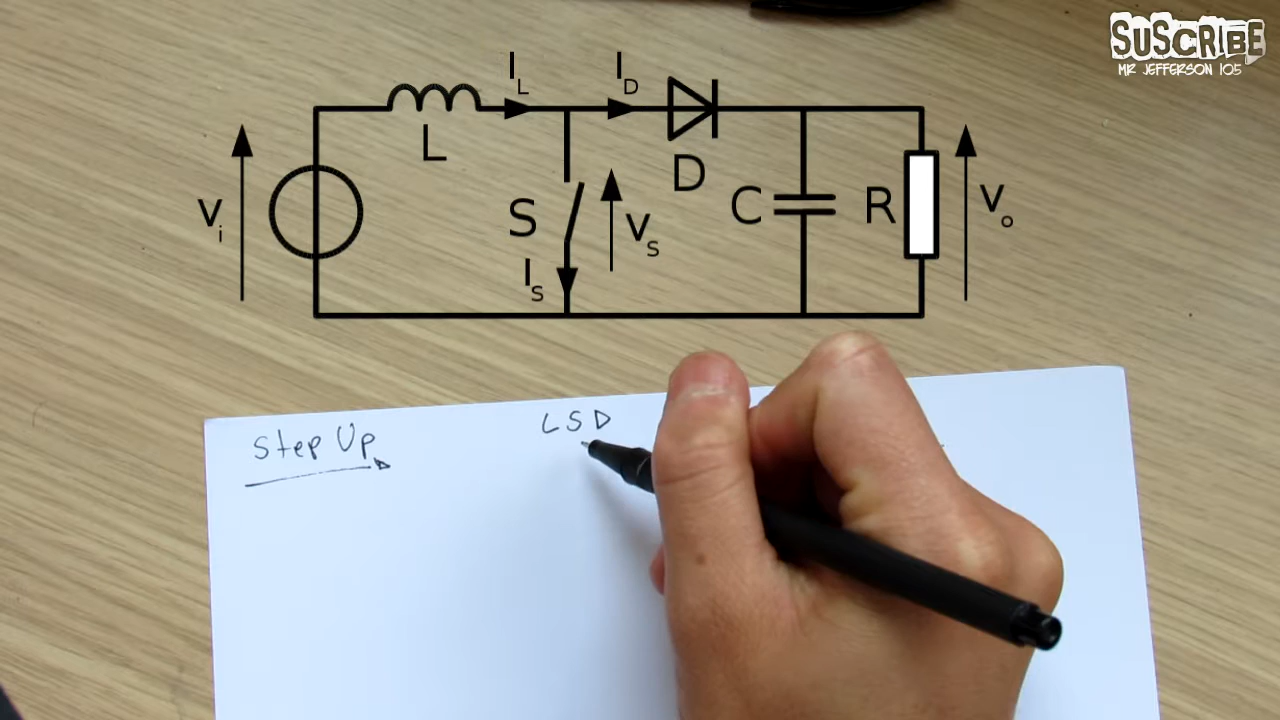 SUSCRIBE
MR JEFFERSON 105
I_L
I_D
L
D
V_i
S
V_S
C
R
V_o
I_S
Step Up
LSD